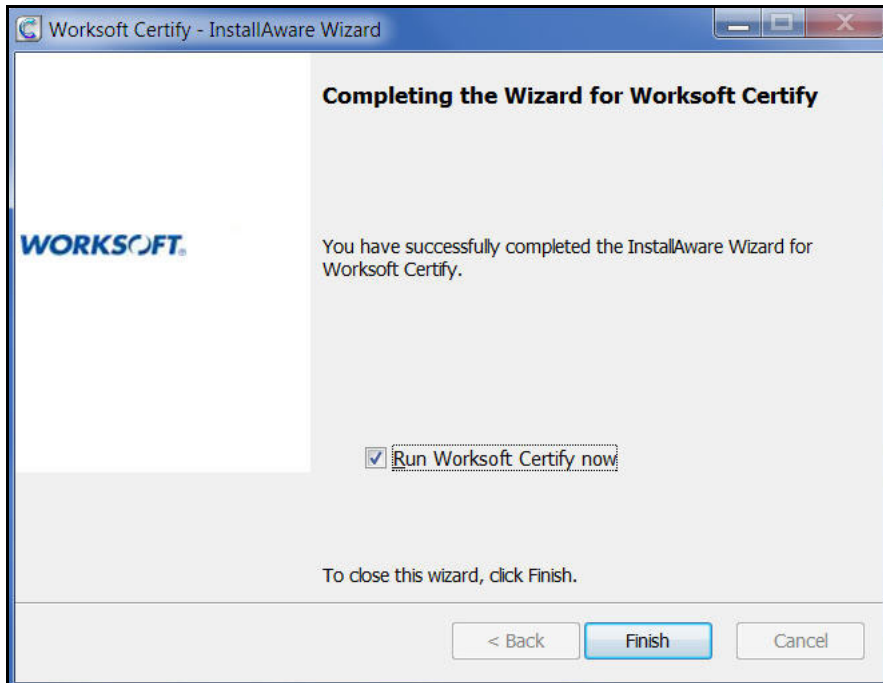 Worksoft Certify - InstallAware Wizard
Completing the Wizard for Worksoft Certify
WORKSOFT®
You have successfully completed the InstallAware Wizard for
Worksoft Certify.
Run Worksoft Certify now
To close this wizard, click Finish.
< Back
Finish
Cancel